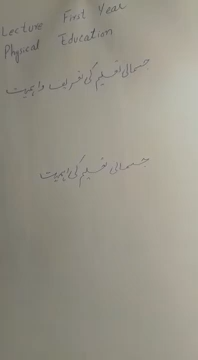 Lecture First Year
Physical Education
جسمانی تعلیم کی تعریف و اہمیت
جسمانی تعلیم کی اہمیت